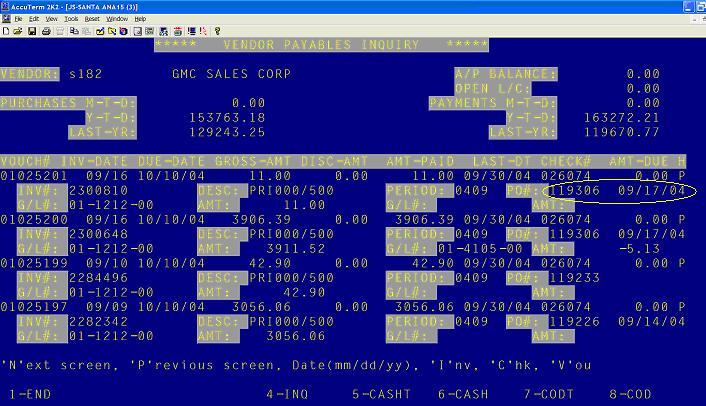 AccuTerm 2K2 - [JS-SANTA ANA15 (3)]
File Edit View Tools Reset Window Help
***** VENDOR PAYABLES INQUIRY *****
VENDOR: s182 GMC SALES CORP A/P BALANCE: 0.00
OPEN L/C: 0.00
PURCHASES M-T-D: 0.00 PAYMENTS M-T-D: 0.00
Y-T-D: 153763.18 Y-T-D: 163272.21
LAST-YR: 129243.25 LAST-YR: 119670.77
VOUCH# INV-DATE DUE-DATE GROSS-AMT DISC-AMT AMT-PAID LAST-DT CHECK# AMT-DUE H
01025201 09/16 10/10/04 11.00 0.00 11.00 09/30/04 026074 0.00 P
INV#: 2300810 DESC: PRI000/500 PERIOD: 0409 PO#: 119306 09/17/04
G/L#: 01-1212-00 AMT: 11.00 G/L#: AMT:
01025200 09/16 10/10/04 3906.39 0.00 3906.39 09/30/04 026074 0.00 P
INV#: 2300648 DESC: PRI000/500 PERIOD: 0409 PO#: 119306 09/17/04
G/L#: 01-1212-00 AMT: 3911.52 G/L#: 01-4105-00 AMT: -5.13
01025199 09/10 10/10/04 42.90 0.00 42.90 09/30/04 026074 0.00 P
INV#: 2284496 DESC: PRI000/500 PERIOD: 0409 PO#: 119233
G/L#: 01-1212-00 AMT: 42.90 G/L#: AMT:
01025197 09/09 10/10/04 3056.06 0.00 3056.06 09/30/04 026074 0.00 P
INV#: 2282342 DESC: PRI000/500 PERIOD: 0409 PO#: 119226 09/14/04
G/L#: 01-1212-00 AMT: 3056.06 G/L#: AMT:
'N'ext screen, 'P'revious screen, Date(mm/dd/yy), 'I'nv, 'C'hk, 'V'ou
1-END 4-INQ 5-CASHT 6-CASH 7-CODT 8-COD